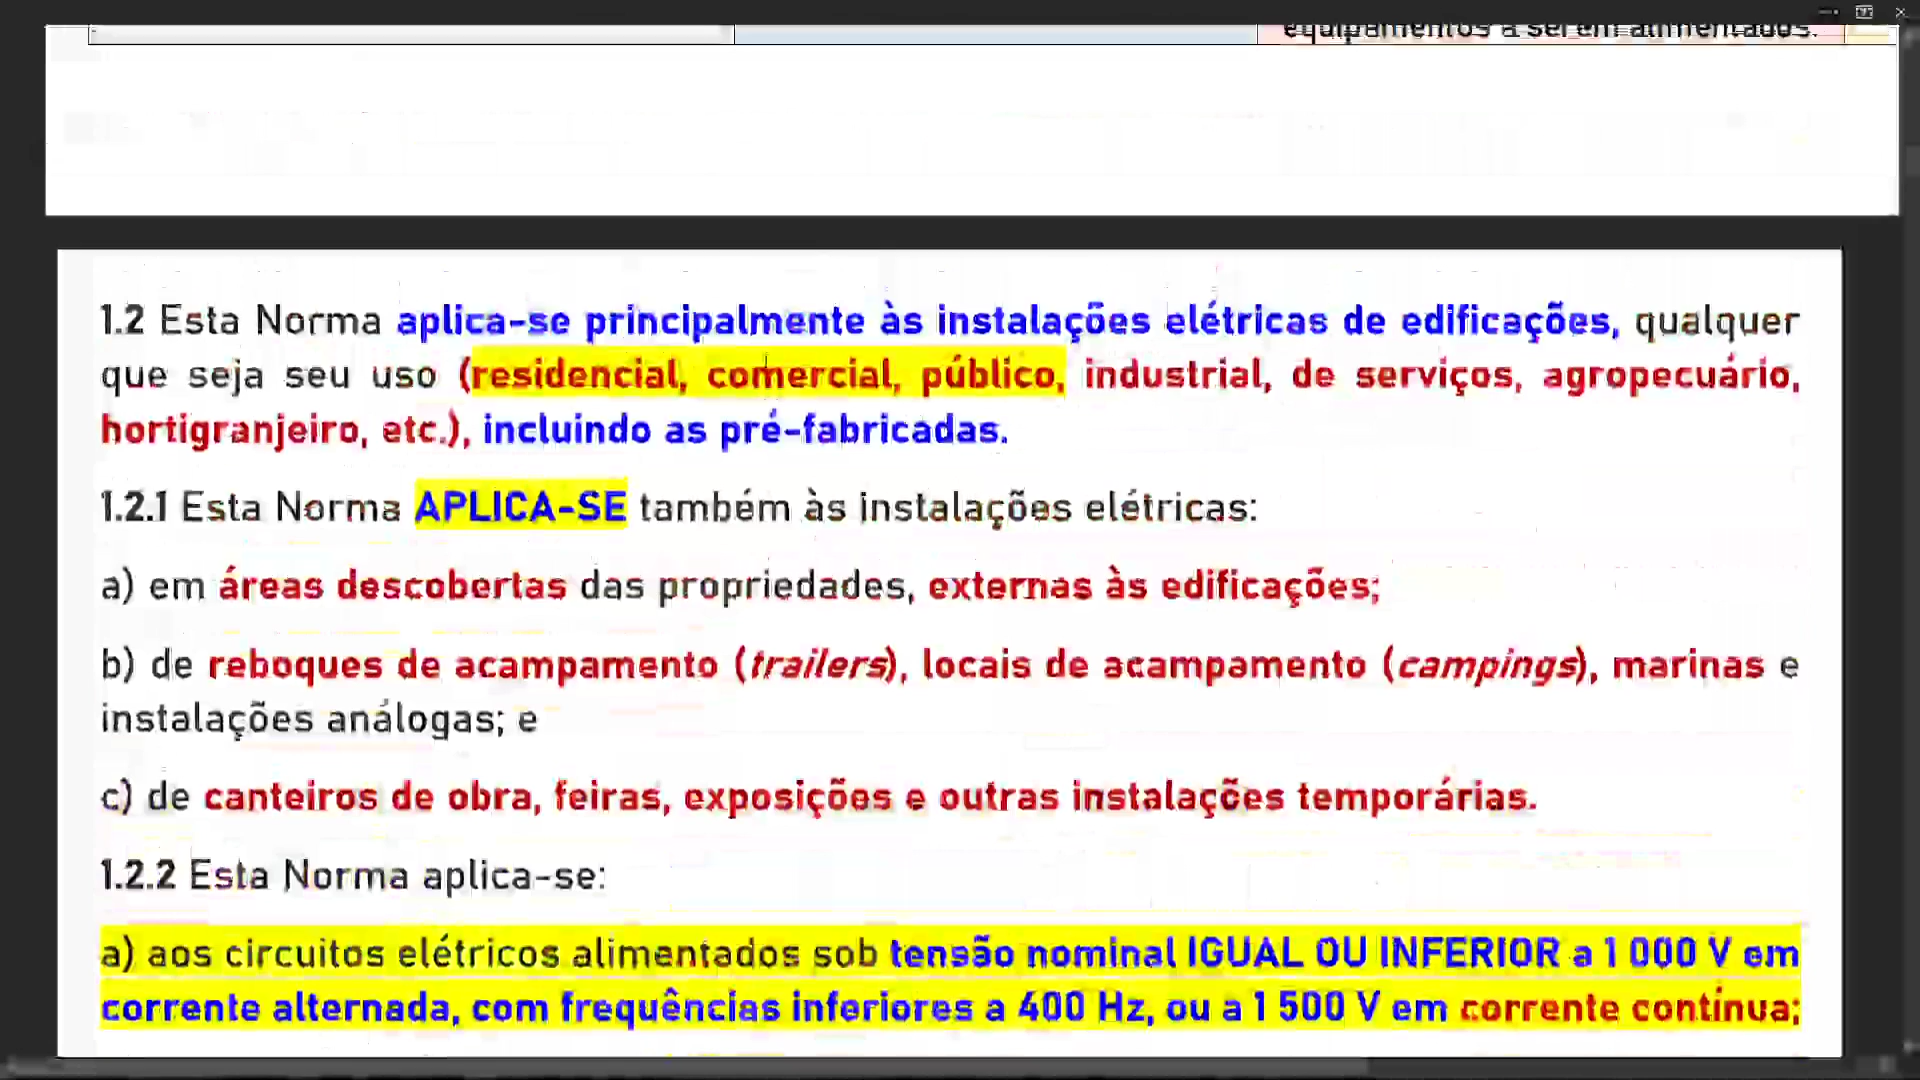 equipamentos a serem alimentados.
1.2 Esta Norma aplica-se principalmente às instalações elétricas de edificações, qualquer
que seja seu uso (residencial, comercial, público, industrial, de serviços, agropecuário,
hortigranjeiro, etc.), incluindo as pré-fabricadas.
1.2.1 Esta Norma APLICA-SE também às instalações elétricas:
a) em áreas descobertas das propriedades, externas às edificações;
b) de reboques de acampamento (trailers), locais de acampamento (campings), marinas e
instalações análogas; e
c) de canteiros de obra, feiras, exposições e outras instalações temporárias.
1.2.2 Esta Norma aplica-se:
a) aos circuitos elétricos alimentados sob tensão nominal IGUAL OU INFERIOR a 1 000 V em
corrente alternada, com frequências inferiores a 400 Hz, ou a 1 500 V em corrente contínua;